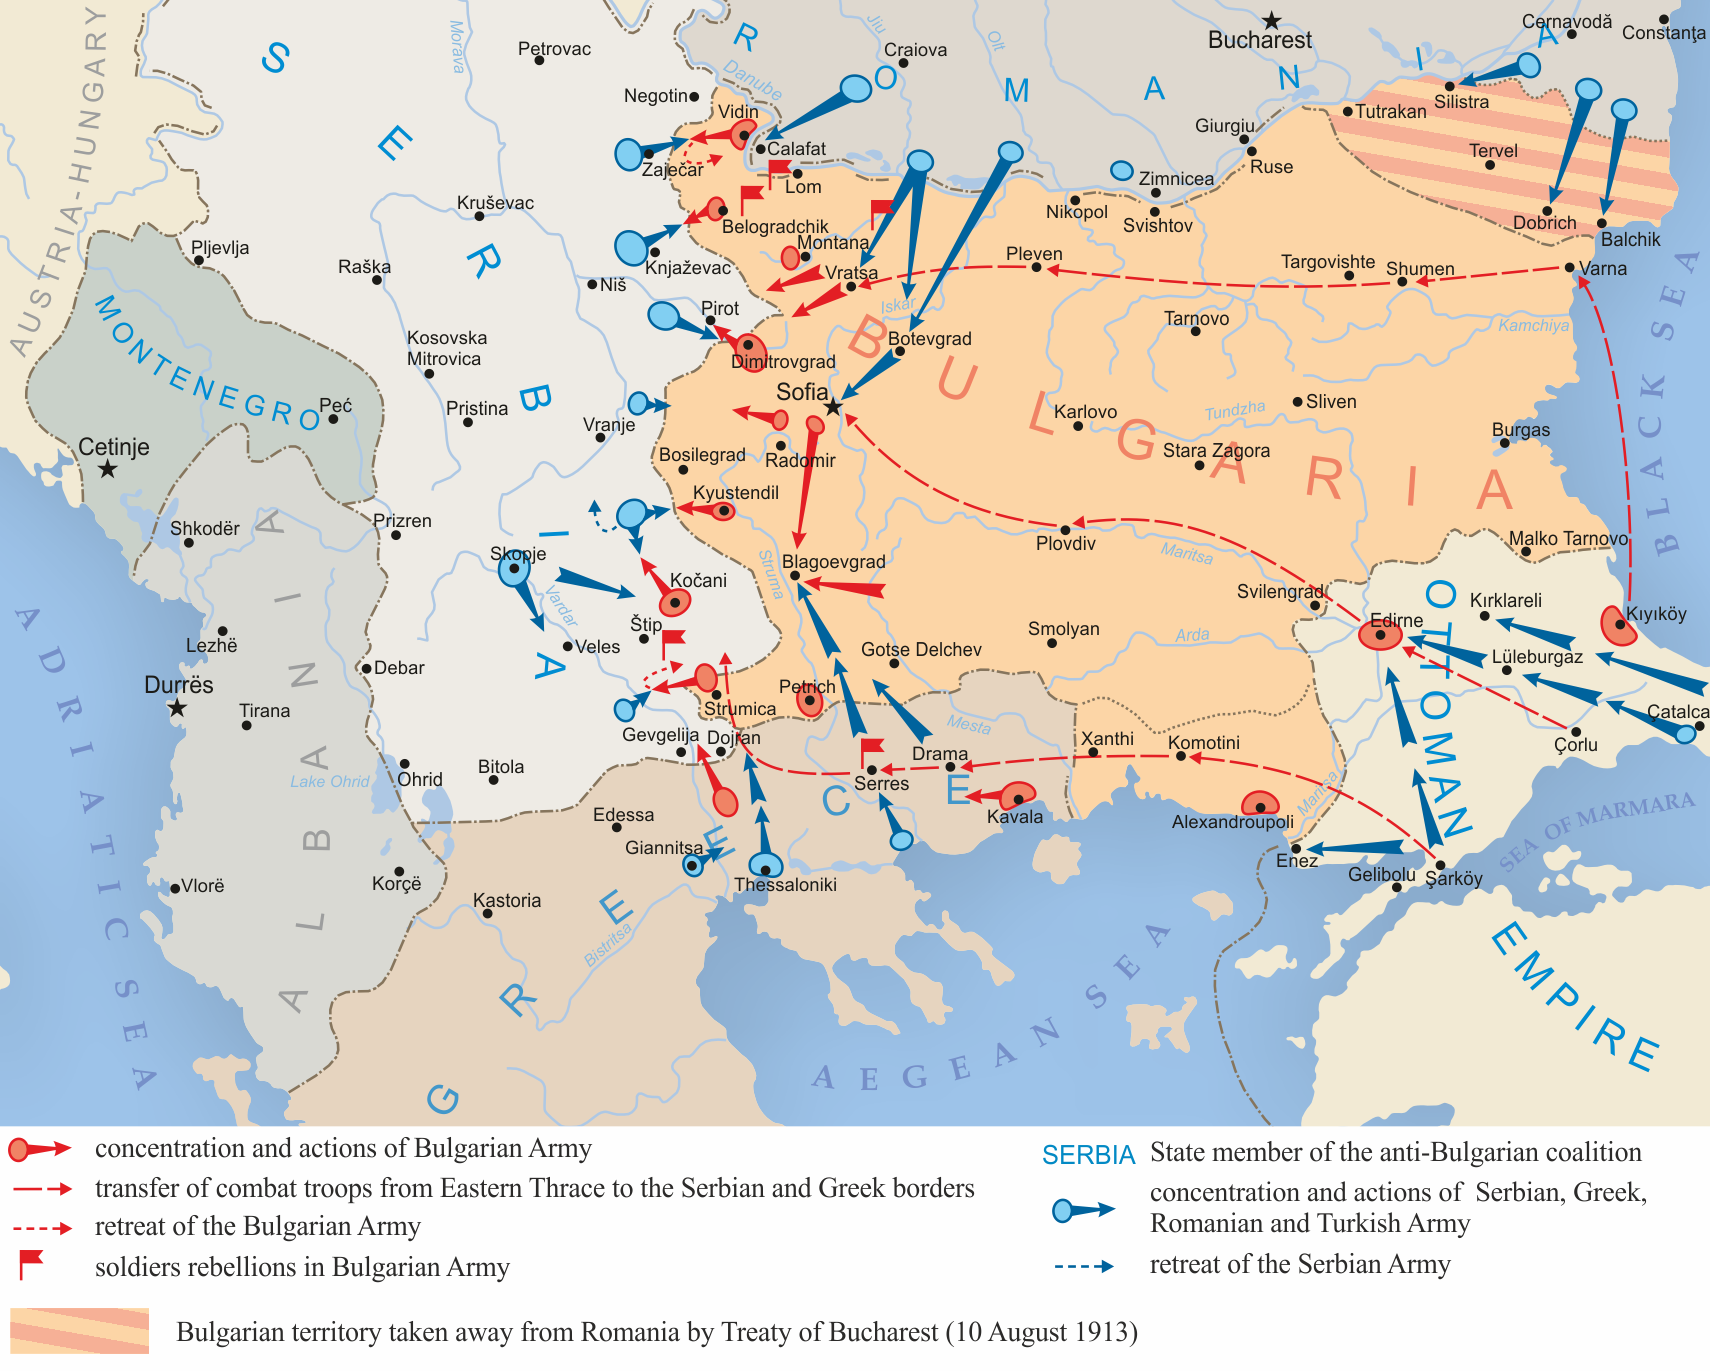 AUSTRIA-HUNGARY
SERBIA
ROMANIA
MONTENEGRO
ALBANIA
BULGARIA
GREECE
OTTOMAN
EMPIRE
ADRIATIC SEA
AEGEAN SEA
BLACK SEA
SEA OF MARMARA
Morava
Danube
Jiu
Olt
Iskar
Kamchiya
Tundzha
Maritsa
Arda
Struma
Vardar
Mesta
Maritsa
Bistritsa
Lake Ohrid
Petrovac
Craiova
Bucharest
Cernavodă
Constanţa
Negotin
Vidin
Calafat
Zaječar
Lom
Giurgiu
Ruse
Tutrakan
Silistra
Tervel
Zimnicea
Nikopol
Svishtov
Dobrich
Balchik
Kruševac
Belogradchik
Montana
Pljevlja
Raška
Knjaževac
Niš
Vratsa
Pleven
Targovishte
Shumen
Varna
Pirot
Kosovska
Mitrovica
Dimitrovgrad
Botevgrad
Tarnovo
Sofia
Peć
Pristina
Vranje
Karlovo
Sliven
Burgas
Cetinje
Bosilegrad
Radomir
Stara Zagora
Kyustendil
Shkodër
Prizren
Plovdiv
Malko Tarnovo
Skopje
Blagoevgrad
Kočani
Svilengrad
Kırklareli
Kıyıköy
Edirne
Lezhë
Štip
Veles
Smolyan
Gotse Delchev
Lüleburgaz
Debar
Durrës
Petrich
Strumica
Tirana
Gevgelija
Dojran
Çatalca
Çorlu
Xanthi
Komotini
Drama
Ohrid
Bitola
Serres
Edessa
Kavala
Alexandroupoli
Giannitsa
Enez
Gelibolu
Şarköy
Thessaloniki
Vlorë
Korçë
Kastoria
concentration and actions of Bulgarian Army
transfer of combat troops from Eastern Thrace to the Serbian and Greek borders
retreat of the Bulgarian Army
soldiers rebellions in Bulgarian Army
SERBIA State member of the anti-Bulgarian coalition
concentration and actions of Serbian, Greek,
Romanian and Turkish Army
retreat of the Serbian Army
Bulgarian territory taken away from Romania by Treaty of Bucharest (10 August 1913)